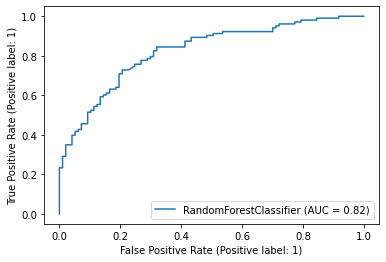 1.0
0.8
0.6
0.4
0.2
0.0
True Positive Rate (Positive label: 1)
RandomForestClassifier (AUC = 0.82)
0.0 0.2 0.4 0.6 0.8 1.0
False Positive Rate (Positive label: 1)